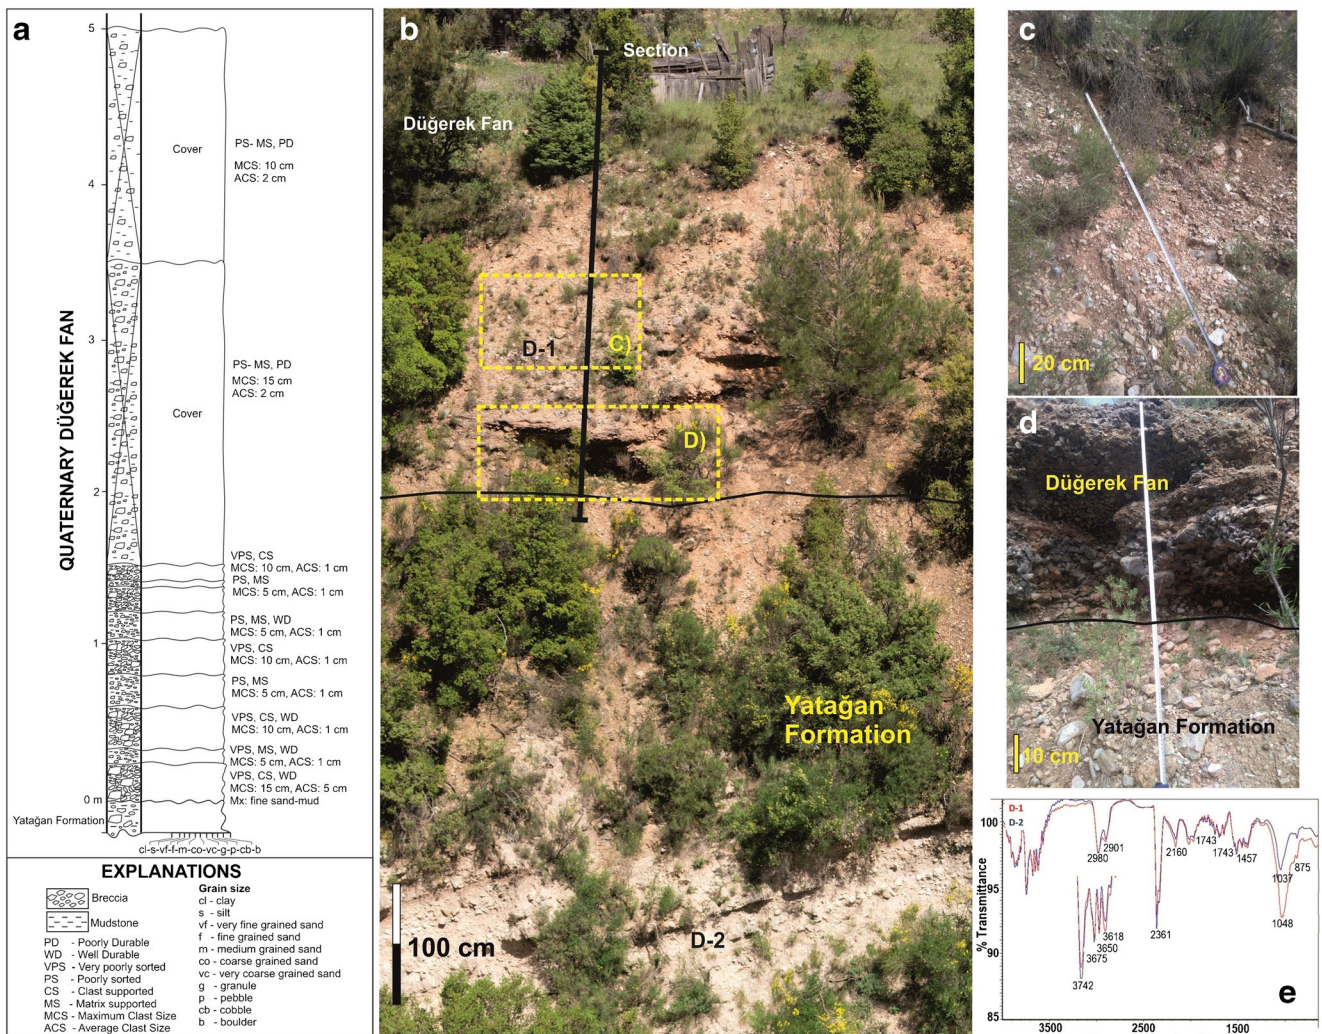 a
5
4
3
2
1
0 m
QUATERNARY DÜĞEREK FAN
Cover
PS- MS, PD
MCS: 10 cm
ACS: 2 cm
Cover
PS- MS, PD
MCS: 15 cm
ACS: 2 cm
VPS, CS
MCS: 10 cm, ACS: 1 cm
PS, MS
MCS: 5 cm, ACS: 1 cm
PS, MS, WD
MCS: 5 cm, ACS: 1 cm
VPS, CS
MCS: 10 cm, ACS: 1 cm
PS, MS
MCS: 5 cm, ACS: 1 cm
VPS, CS, WD
MCS: 10 cm, ACS: 1 cm
VPS, MS, WD
MCS: 5 cm, ACS: 1 cm
VPS, CS, WD
MCS: 15 cm, ACS: 5 cm
Mx: fine sand-mud
Yatağan Formation
cl-s-vf-f-m-co-vc-g-p-cb-b
EXPLANATIONS
Breccia
Mudstone
PD - Poorly Durable
WD - Well Durable
VPS - Very poorly sorted
PS - Poorly sorted
CS - Clast supported
MS - Matrix supported
MCS - Maximum Clast Size
ACS - Average Clast Size
Grain size
cl - clay
s - silt
vf - very fine grained sand
f - fine grained sand
m - medium grained sand
co - coarse grained sand
vc - very coarse grained sand
g - granule
p - pebble
cb - cobble
b - boulder
b
Section
Düğerek Fan
D-1
C)
D)
Yatağan
Formation
D-2
100 cm
c
20 cm
d
Düğerek Fan
Yatağan Formation
10 cm
D-1
D-2
100
95
90
85
% Transmittance
2980
2901
2160
1743
1743
1457
1037
875
1048
2361
3618
3650
3675
3742
3500
2500
1500
e